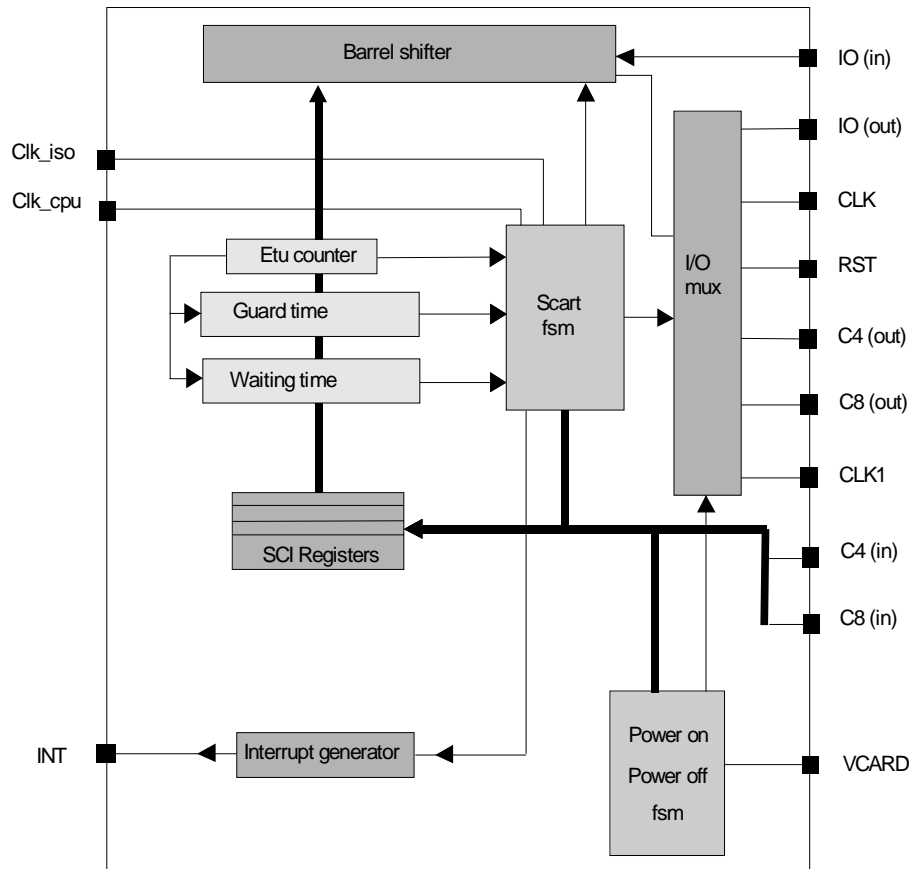 Barrel shifter
IO (in)
IO (out)
Clk_iso
Clk_cpu
CLK
Etu counter
I/O
mux
RST
Guard time
Scart
fsm
C4 (out)
Waiting time
C8 (out)
CLK1
SCI Registers
C4 (in)
C8 (in)
INT
Interrupt generator
Power on
Power off
fsm
VCARD